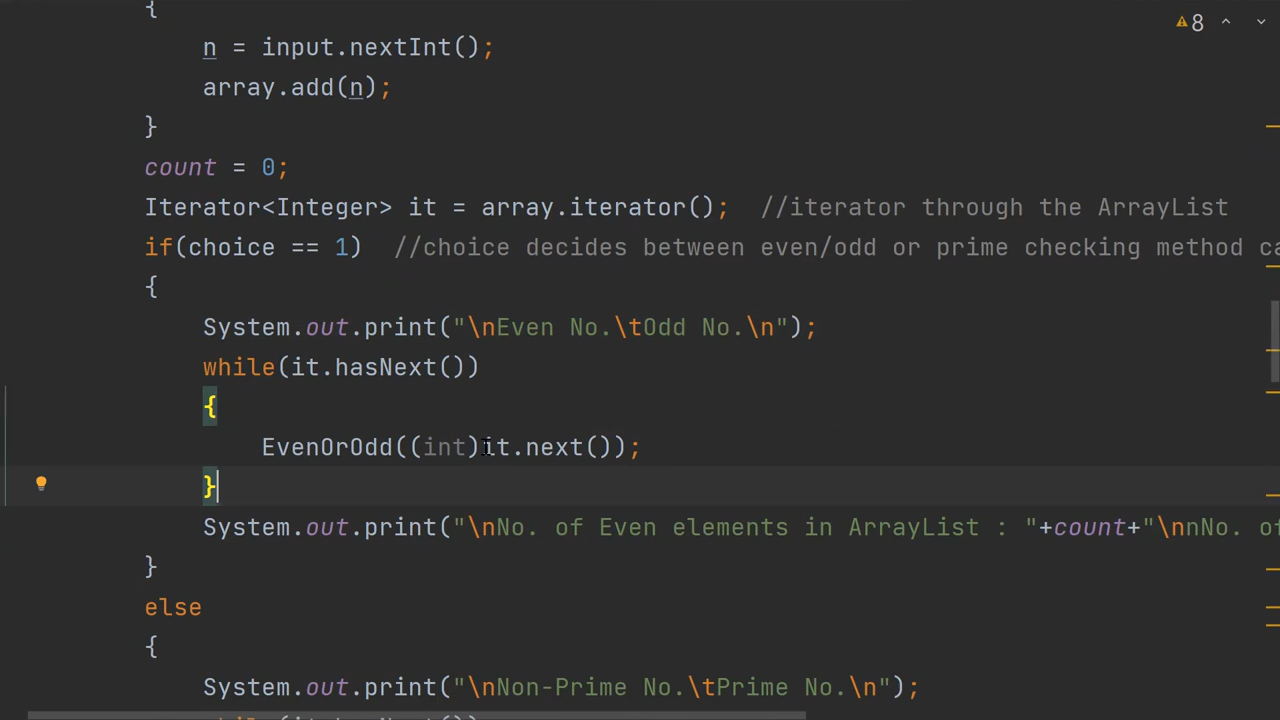 8
{
n = input.nextInt();
array.add(n);
}
count = 0;
Iterator<Integer> it = array.iterator();  //iterator through the ArrayList
if(choice == 1)  //choice decides between even/odd or prime checking method
{
System.out.print("\nEven No.\tOdd No.\n");
while(it.hasNext())
{
EvenOrOdd((int)it.next());
}
System.out.print("\nNo. of Even elements in ArrayList : "+count+"\nnNo.
}
else
{
System.out.print("\nNon-Prime No.\tPrime No.\n");